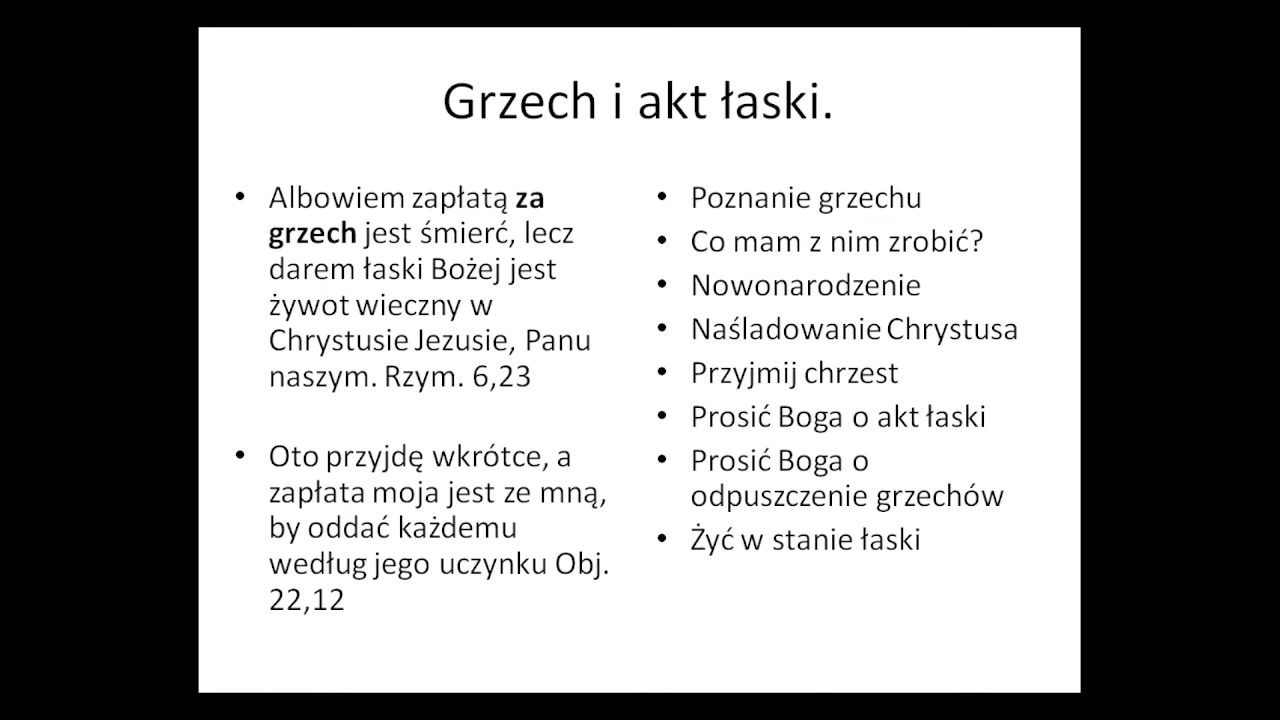 Grzech i akt łaski.
• Albowiem zapłatą za
grzech jest śmierć, lecz
darem łaski Bożej jest
żywot wieczny w
Chrystusie Jezusie, Panu
naszym. Rzym. 6,23
• Oto przyjdę wkrótce, a
zapłata moja jest ze mną,
by oddać każdemu
według jego uczynku Obj.
22,12
• Poznanie grzechu
• Co mam z nim zrobić?
• Nowonarodzenie
• Naśladowanie Chrystusa
• Przyjmij chrzest
• Prosić Boga o akt łaski
• Prosić Boga o
odpuszczenie grzechów
• Żyć w stanie łaski